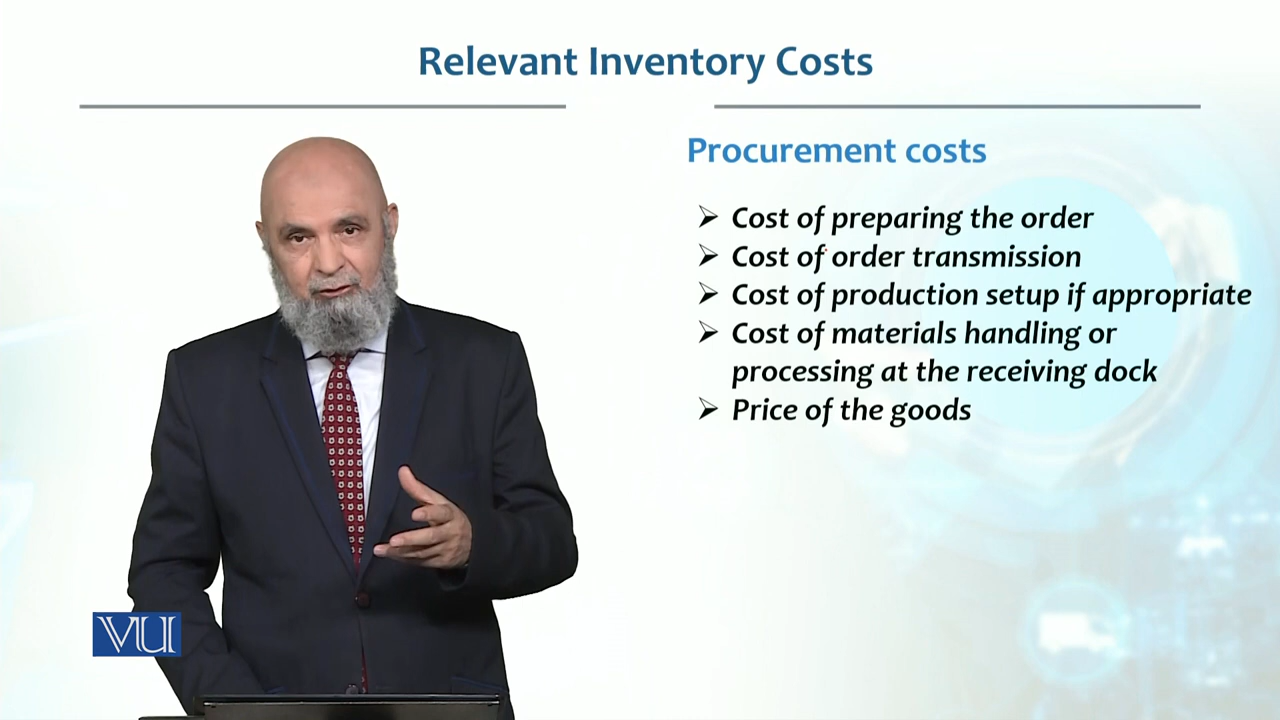 Relevant Inventory Costs
Procurement costs
➢ Cost of preparing the order
➢ Cost of order transmission
➢ Cost of production setup if appropriate
➢ Cost of materials handling or
processing at the receiving dock
➢ Price of the goods
VU